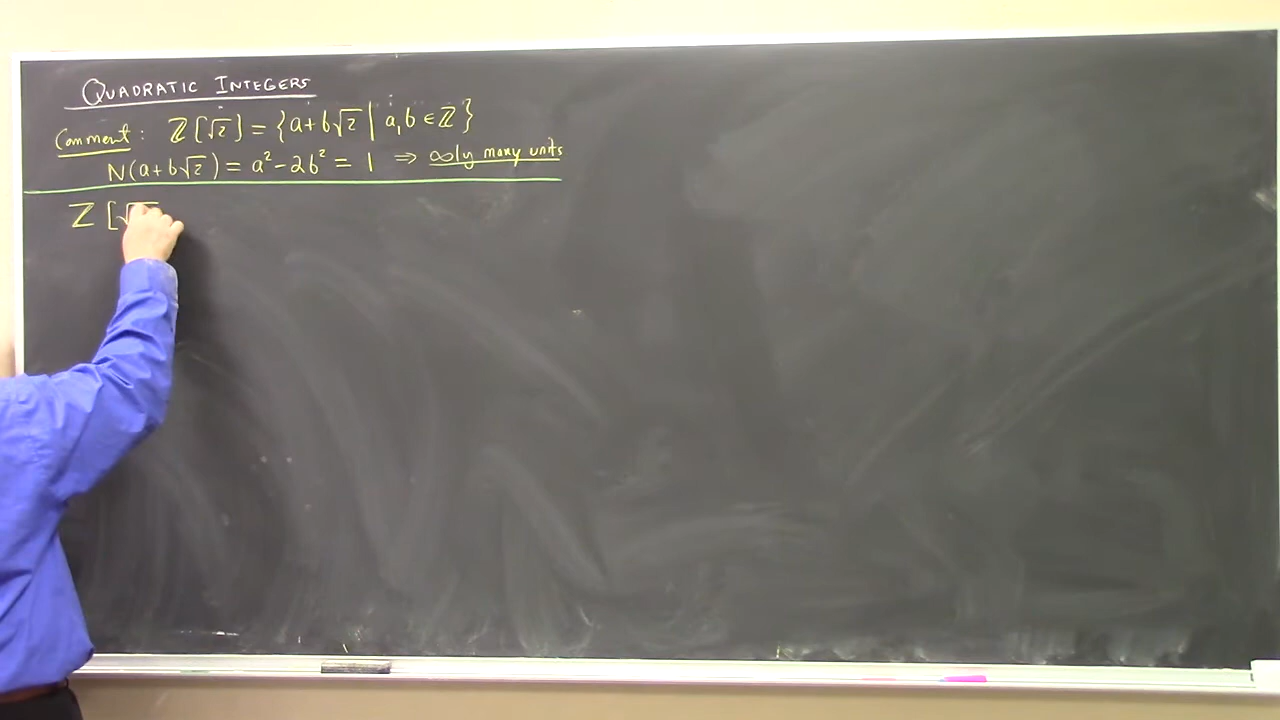 QUADRATIC INTEGERS
Comment: ℤ[√2] = {a+b√2 | a,b ∈ ℤ}
N(a+b√2) = a² - 2b² = 1 ⇒ ∞ly many units
ℤ[√